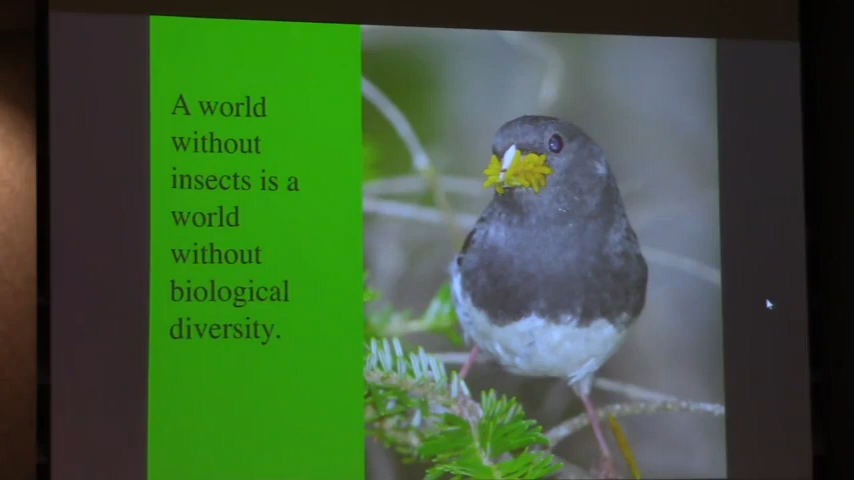 A world
without
insects is a
world
without
biological
diversity.